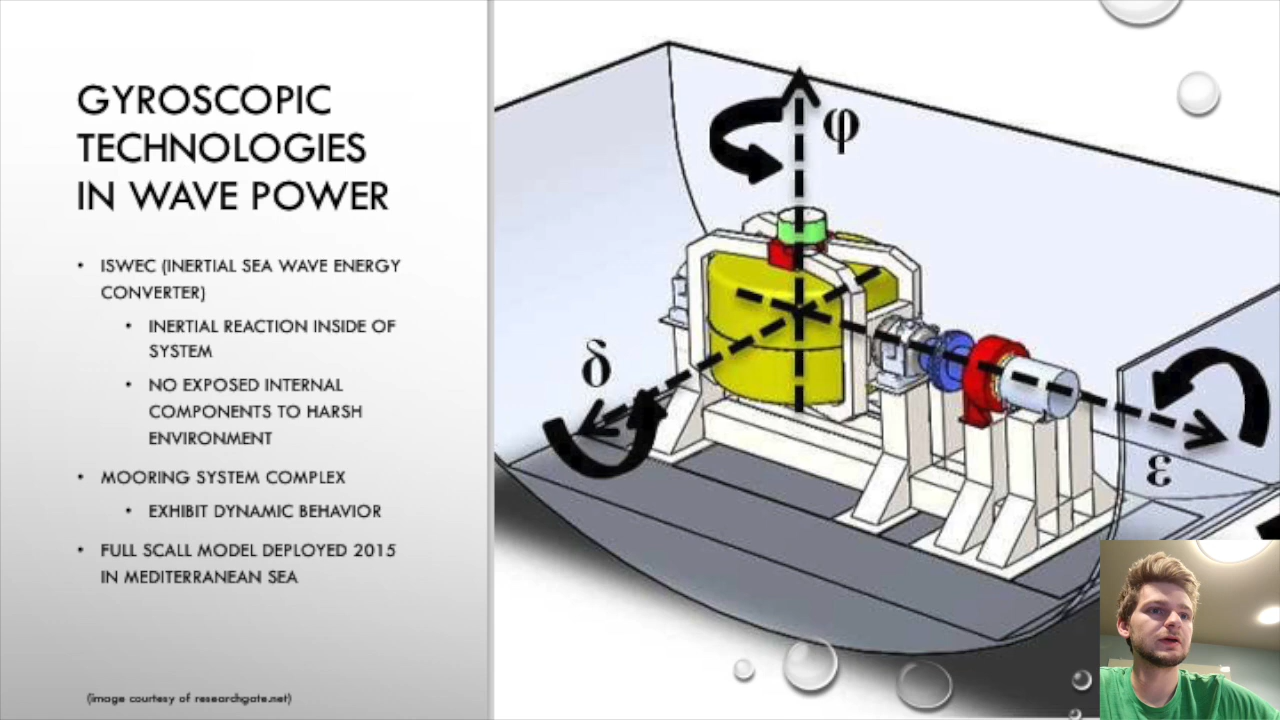 GYROSCOPIC
TECHNOLOGIES
IN WAVE POWER
• ISWEC (INERTIAL SEA WAVE ENERGY
CONVERTER)
• INERTIAL REACTION INSIDE OF
SYSTEM
• NO EXPOSED INTERNAL
COMPONENTS TO HARSH
ENVIRONMENT
• MOORING SYSTEM COMPLEX
• EXHIBIT DYNAMIC BEHAVIOR
• FULL SCALL MODEL DEPLOYED 2015
IN MEDITERRANEAN SEA
(image courtesy of researchgate.net)
φ
δ
ε